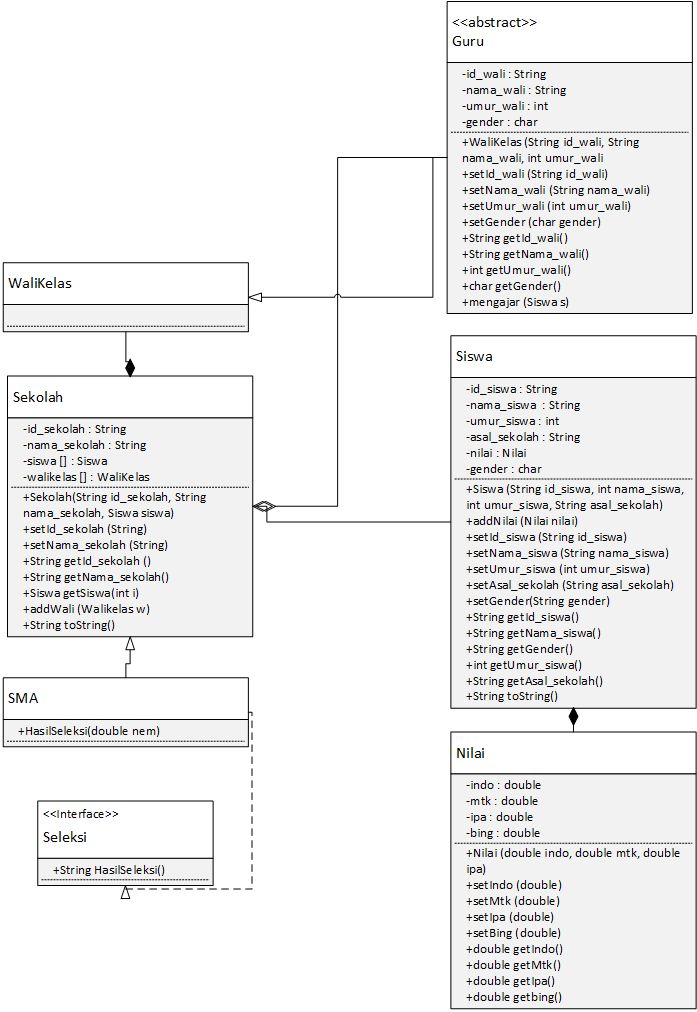 <<abstract>>
Guru
-id_wali : String
-nama_wali : String
-umur_wali : int
-gender : char
+WaliKelas (String id_wali, String
nama_wali, int umur_wali
+setId_wali (String id_wali)
+setNama_wali (String nama_wali)
+setUmur_wali (int umur_wali)
+setGender (char gender)
+String getId_wali()
+String getNama_wali()
+int getUmur_wali()
+char getGender()
+mengajar (Siswa s)
WaliKelas
Sekolah
-id_sekolah : String
-nama_sekolah : String
-siswa [] : Siswa
-walikelas [] : WaliKelas
+Sekolah(String id_sekolah, String
nama_sekolah, Siswa siswa)
+setId_sekolah (String)
+setNama_sekolah (String)
+String getId_sekolah ()
+String getNama_sekolah()
+Siswa getSiswa(int i)
+addWali (Walikelas w)
+String toString()
Siswa
-id_siswa : String
-nama_siswa : String
-umur_siswa : int
-asal_sekolah : String
-nilai : Nilai
-gender : char
+Siswa (String id_siswa, int nama_siswa,
int umur_siswa, String asal_sekolah)
+addNilai (Nilai nilai)
+setId_siswa (String id_siswa)
+setNama_siswa (String nama_siswa)
+setUmur_siswa (int umur_siswa)
+setAsal_sekolah (String asal_sekolah)
+setGender(String gender)
+String getId_siswa()
+String getNama_siswa()
+String getGender()
+int getUmur_siswa()
+String getAsal_sekolah()
+String toString()
SMA
+HasilSeleksi(double nem)
<<Interface>>
Seleksi
+String HasilSeleksi()
Nilai
-indo : double
-mtk : double
-ipa : double
-bing : double
+Nilai (double indo, double mtk, double
ipa)
+setIndo (double)
+setMtk (double)
+setIpa (double)
+setBing (double)
+double getIndo()
+double getMtk()
+double getIpa()
+double getbing()